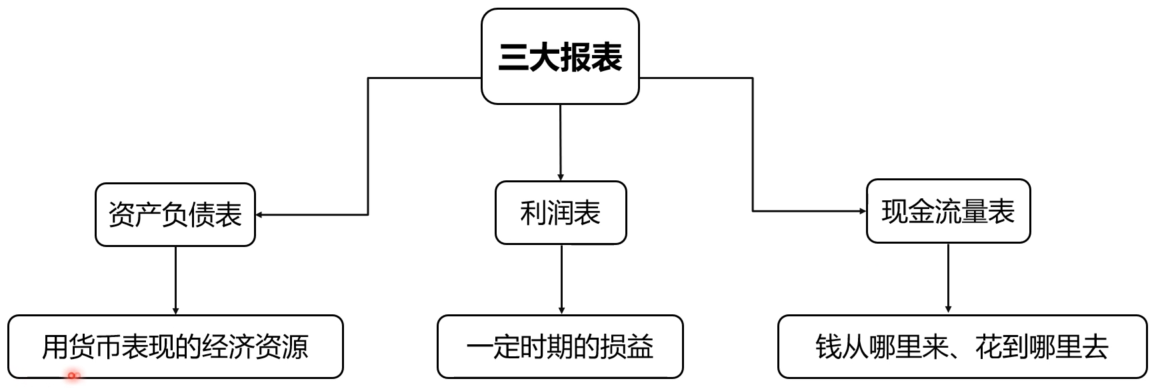 三大报表
资产负债表
利润表
现金流量表
用货币表现的经济资源
一定时期的损益
钱从哪里来、花到哪里去